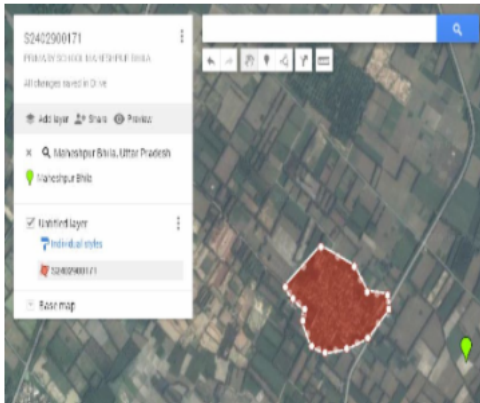 S2402900171
PRIMARY SCHOOL MAHESHPUR BHILA
All changes saved in Drive
Add layer Share Preview
Maheshpur Bhila, Uttar Pradesh
Maheshpur Bhila
Untitled layer
Individual styles
S2402900171
Base map